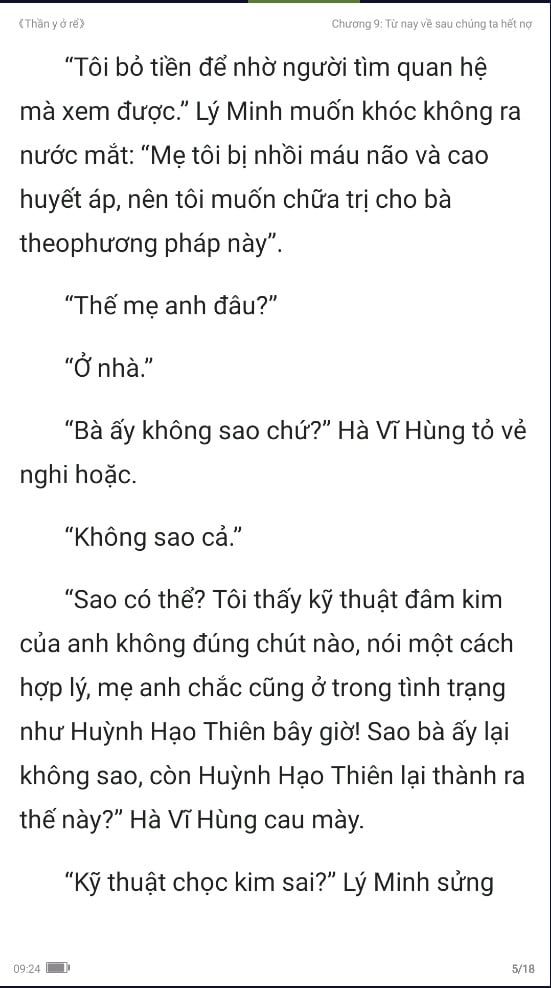 《Thần y ở rể》
Chương 9: Từ nay về sau chúng ta hết nợ
“Tôi bỏ tiền để nhờ người tìm quan hệ
mà xem được.” Lý Minh muốn khóc không ra
nước mắt: “Mẹ tôi bị nhồi máu não và cao
huyết áp, nên tôi muốn chữa trị cho bà
theophương pháp này”.
“Thế mẹ anh đâu?”
“Ở nhà.”
“Bà ấy không sao chứ?” Hà Vĩ Hùng tỏ vẻ
nghi hoặc.
“Không sao cả.”
“Sao có thể? Tôi thấy kỹ thuật đâm kim
của anh không đúng chút nào, nói một cách
hợp lý, mẹ anh chắc cũng ở trong tình trạng
như Huỳnh Hạo Thiên bây giờ! Sao bà ấy lại
không sao, còn Huỳnh Hạo Thiên lại thành ra
thế này?” Hà Vĩ Hùng cau mày.
“Kỹ thuật chọc kim sai?” Lý Minh sửng
09:24
5/18